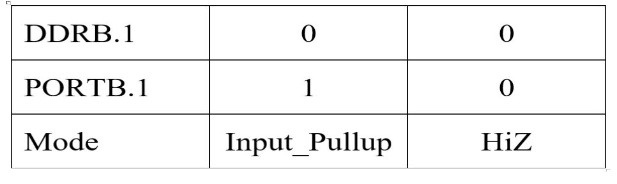 DDRB.1 0 0
PORTB.1 1 0
Mode Input_Pullup HiZ